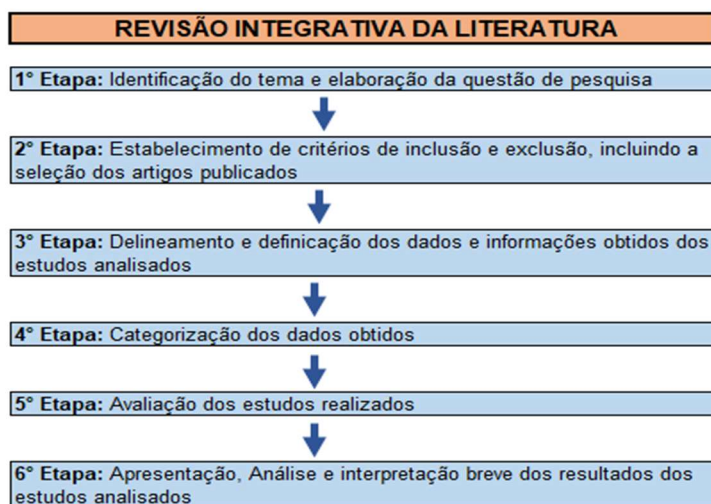 REVISÃO INTEGRATIVA DA LITERATURA
1° Etapa: Identificação do tema e elaboração da questão de pesquisa
2° Etapa: Estabelecimento de critérios de inclusão e exclusão, incluindo a
seleção dos artigos publicados
3° Etapa: Delineamento e definicação dos dados e informações obtidos dos
estudos analisados
4° Etapa: Categorização dos dados obtidos
5° Etapa: Avaliação dos estudos realizados
6° Etapa: Apresentação, Análise e interpretação breve dos resultados dos
estudos analisados